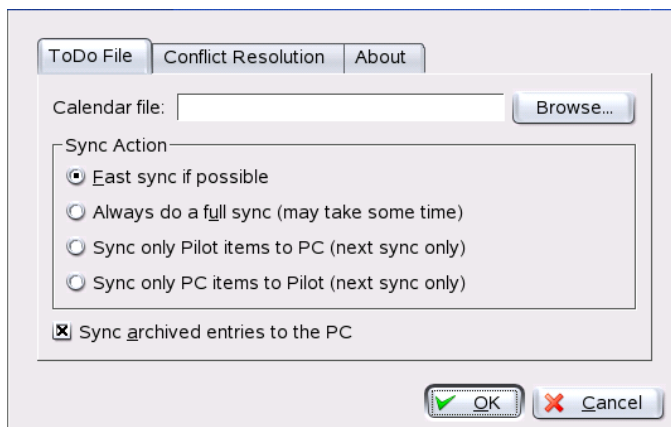 ToDo File Conflict Resolution About
Calendar file: Browse...
Sync Action
Fast sync if possible
Always do a full sync (may take some time)
Sync only Pilot items to PC (next sync only)
Sync only PC items to Pilot (next sync only)
Sync archived entries to the PC
OK Cancel